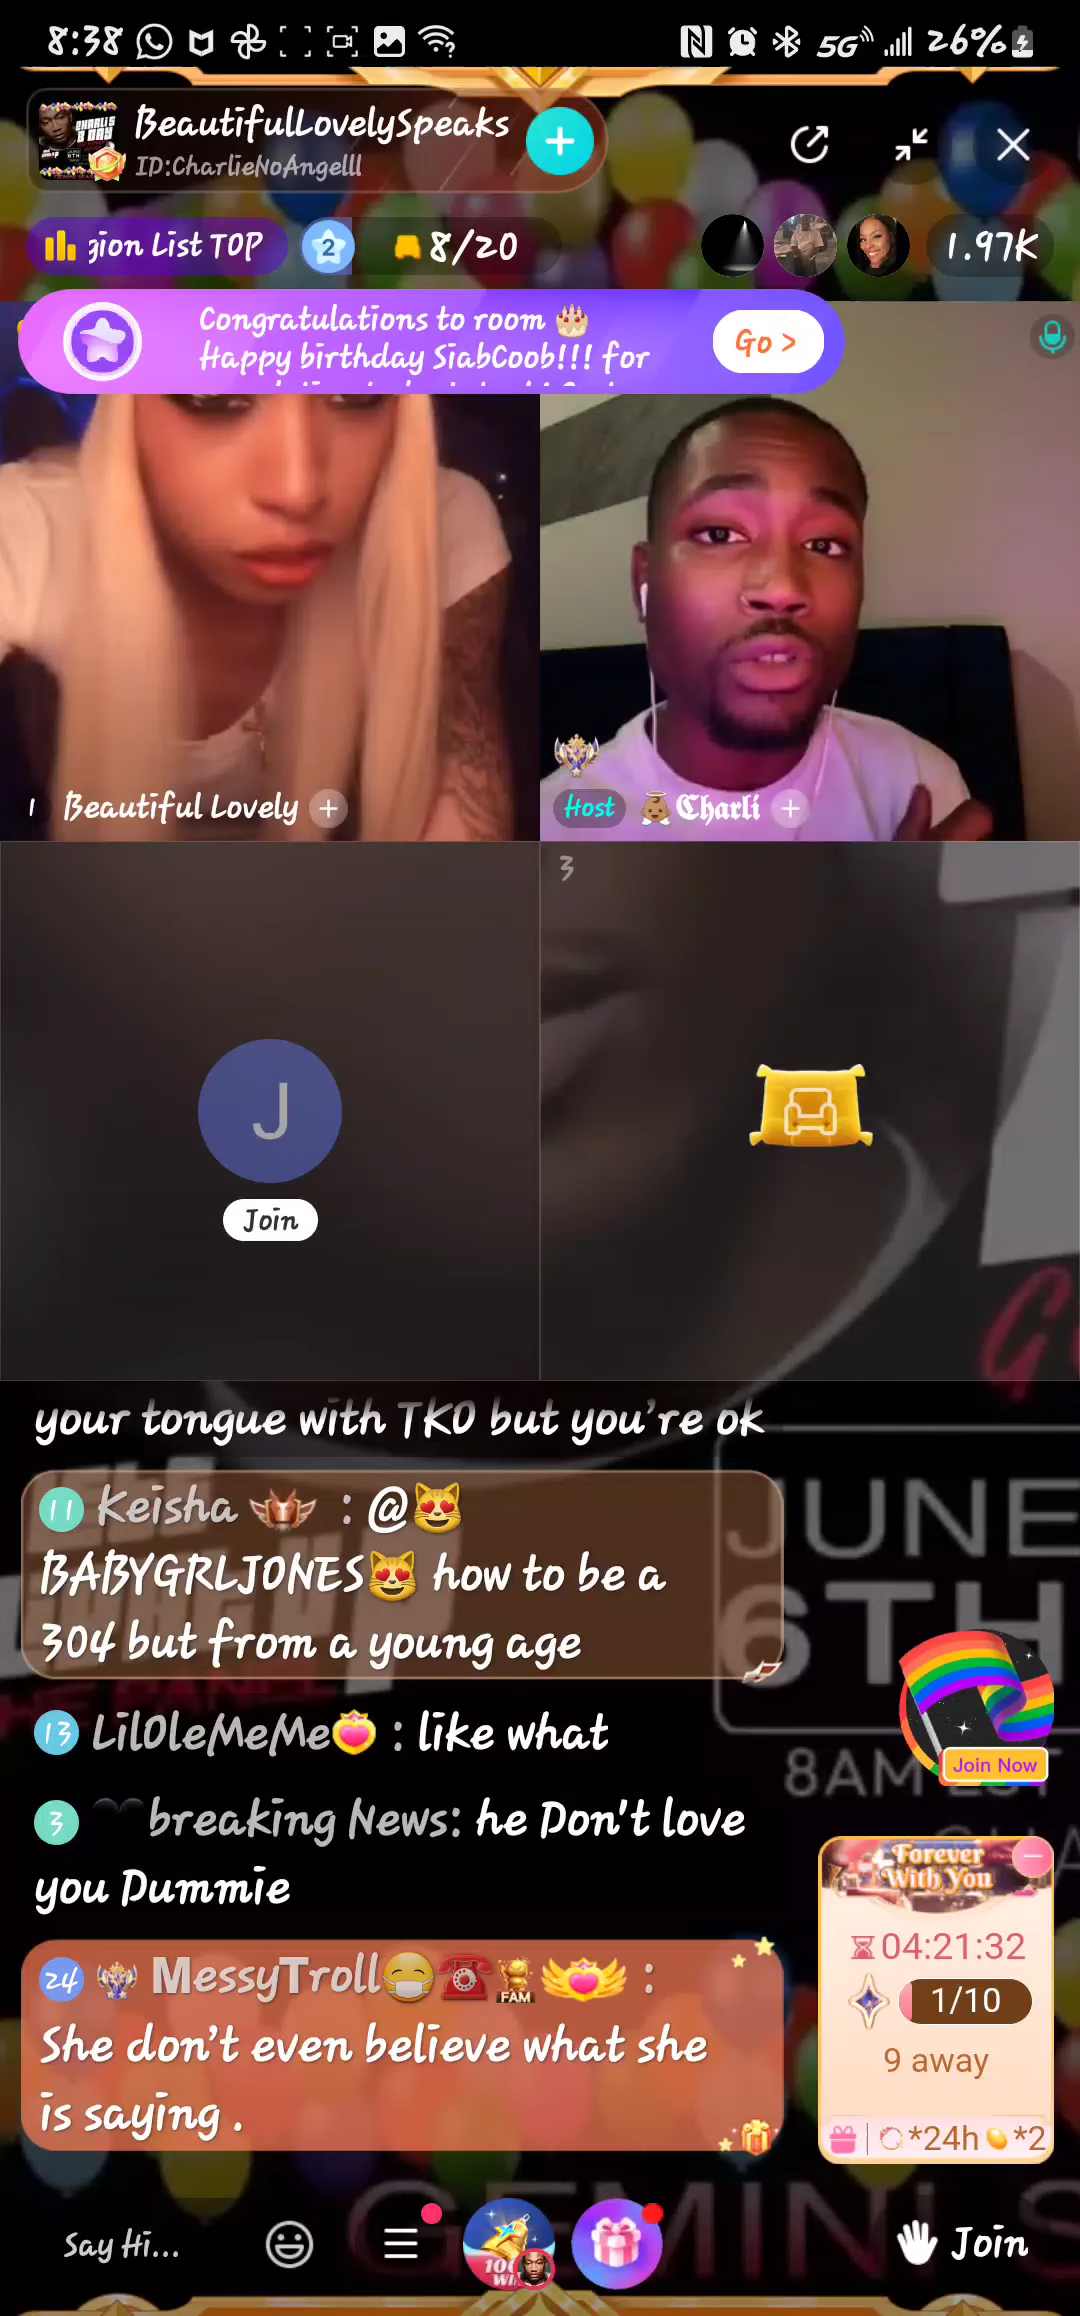 8:38
5G
26%
BeautifulLovelySpeaks
ID:CharlieNoAngelll
gion List TOP
2
8/20
1.97K
Congratulations to room 🎂
Happy birthday SiabCoob!!! for
Go >
1 Beautiful Lovely +
Host 👼🏽Charli +
3
J
Join
your tongue with TKO but you're ok
11 Keisha : @😻
BABYGRLJONES😻 how to be a
304 but from a young age
JUNE
6TH
8AM
13 LilOleMeMe : like what
Join Now
3 🖤breaking News: he Don't love
you Dummie
Forever
With You
04:21:32
1/10
9 away
*24h *2
24 MessyTroll😷☎️ FAM :
She don't even believe what she
is saying .
GEMINI S
Say Hi...
Join